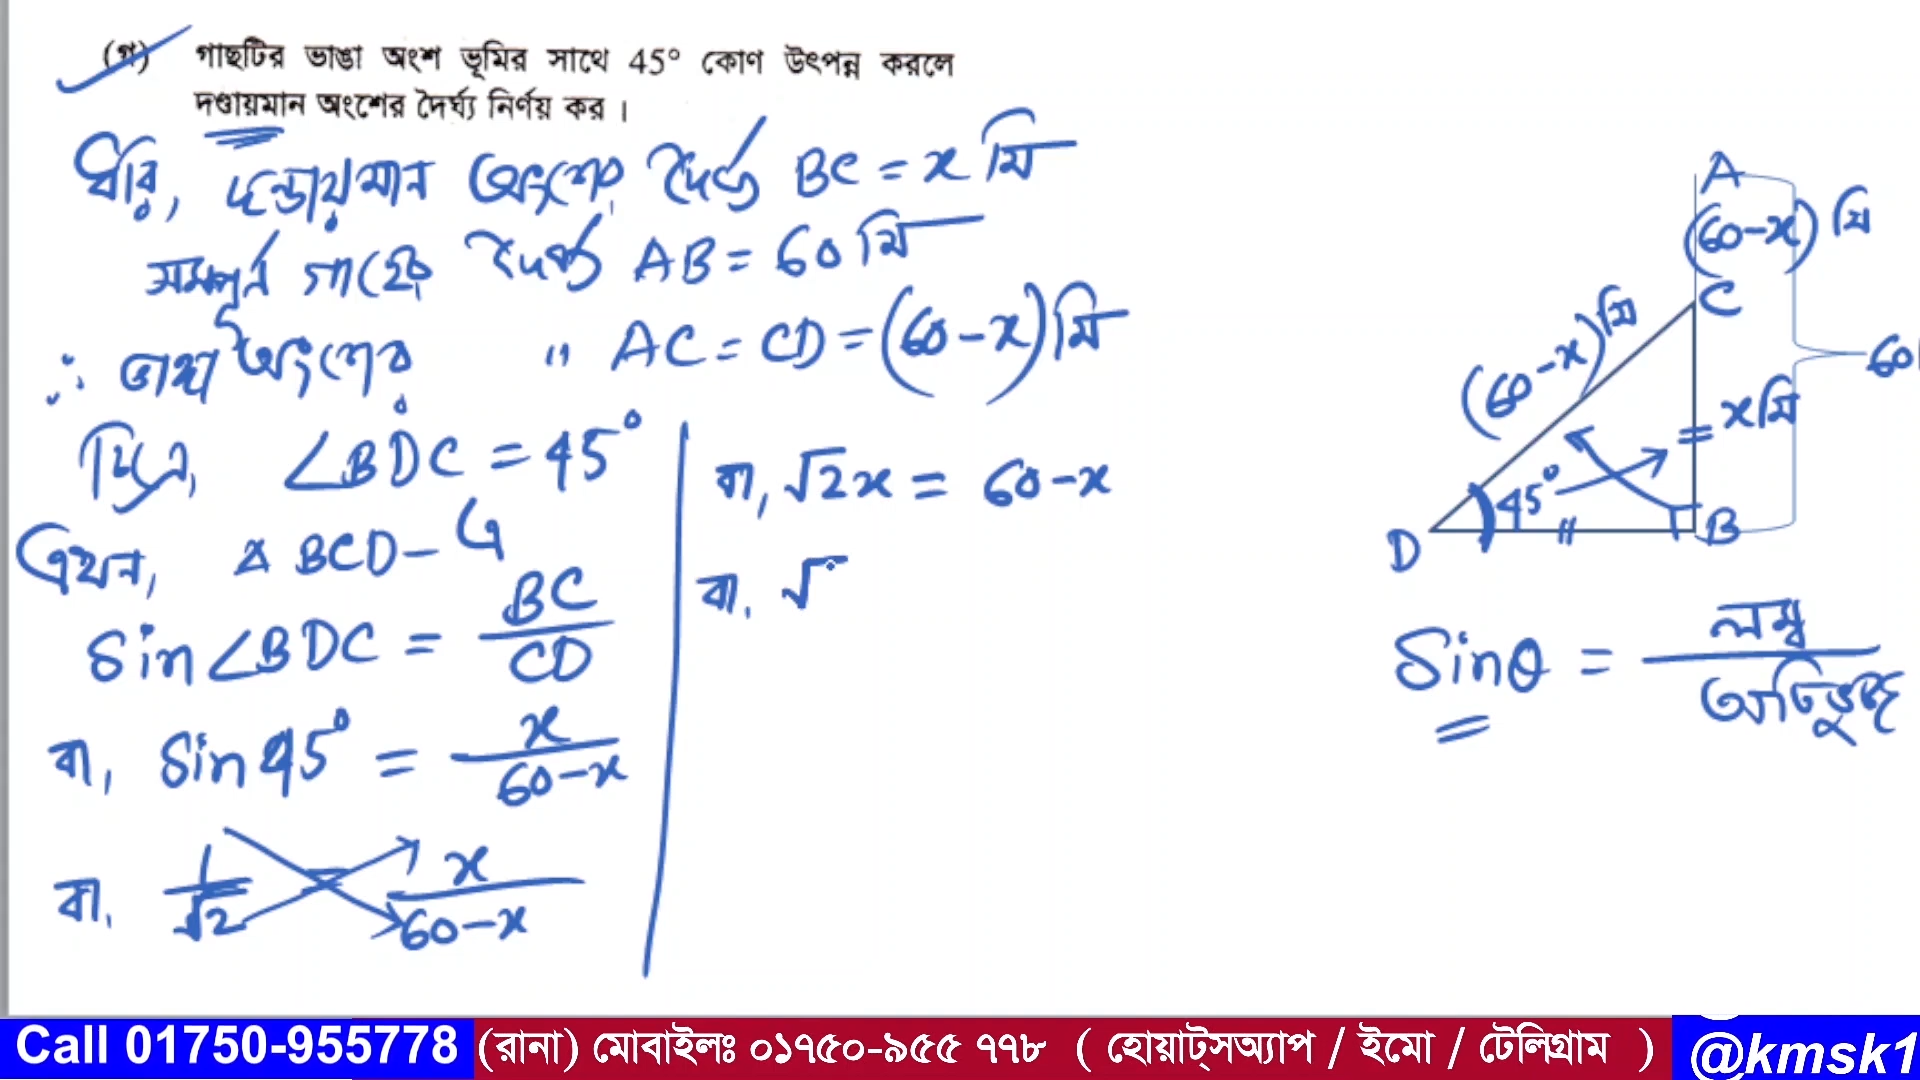 (গ) গাছটির ভাঙা অংশ ভূমির সাথে 45° কোণ উৎপন্ন করলে
দণ্ডায়মান অংশের দৈর্ঘ্য নির্ণয় কর।
ধরি, দন্ডায়মান অংশের দৈর্ঘ্য BC = x মি
সম্পূর্ন গাছের দৈর্ঘ্য AB = 60 মি
∴ ভাঙ্গা অংশের " AC = CD = (60-x) মি
চিত্রে, ∠BDC = 45°
এখন, △ BCD - এ
sin∠BDC = BC/CD
বা, sin 45° = x/(60-x)
বা, 1/√2 = x/(60-x)
বা, √2x = 60-x
বা, √
A
(60-x) মি
C
(60-x) মি
60
x মি
45°
D
B
sinθ = লম্ব/অতিভুজ
Call 01750-955778 (রানা) মোবাইলঃ ০১৭৫০-৯৫৫ ৭৭৮ ( হোয়াট্সঅ্যাপ / ইমো / টেলিগ্রাম ) @kmsk1